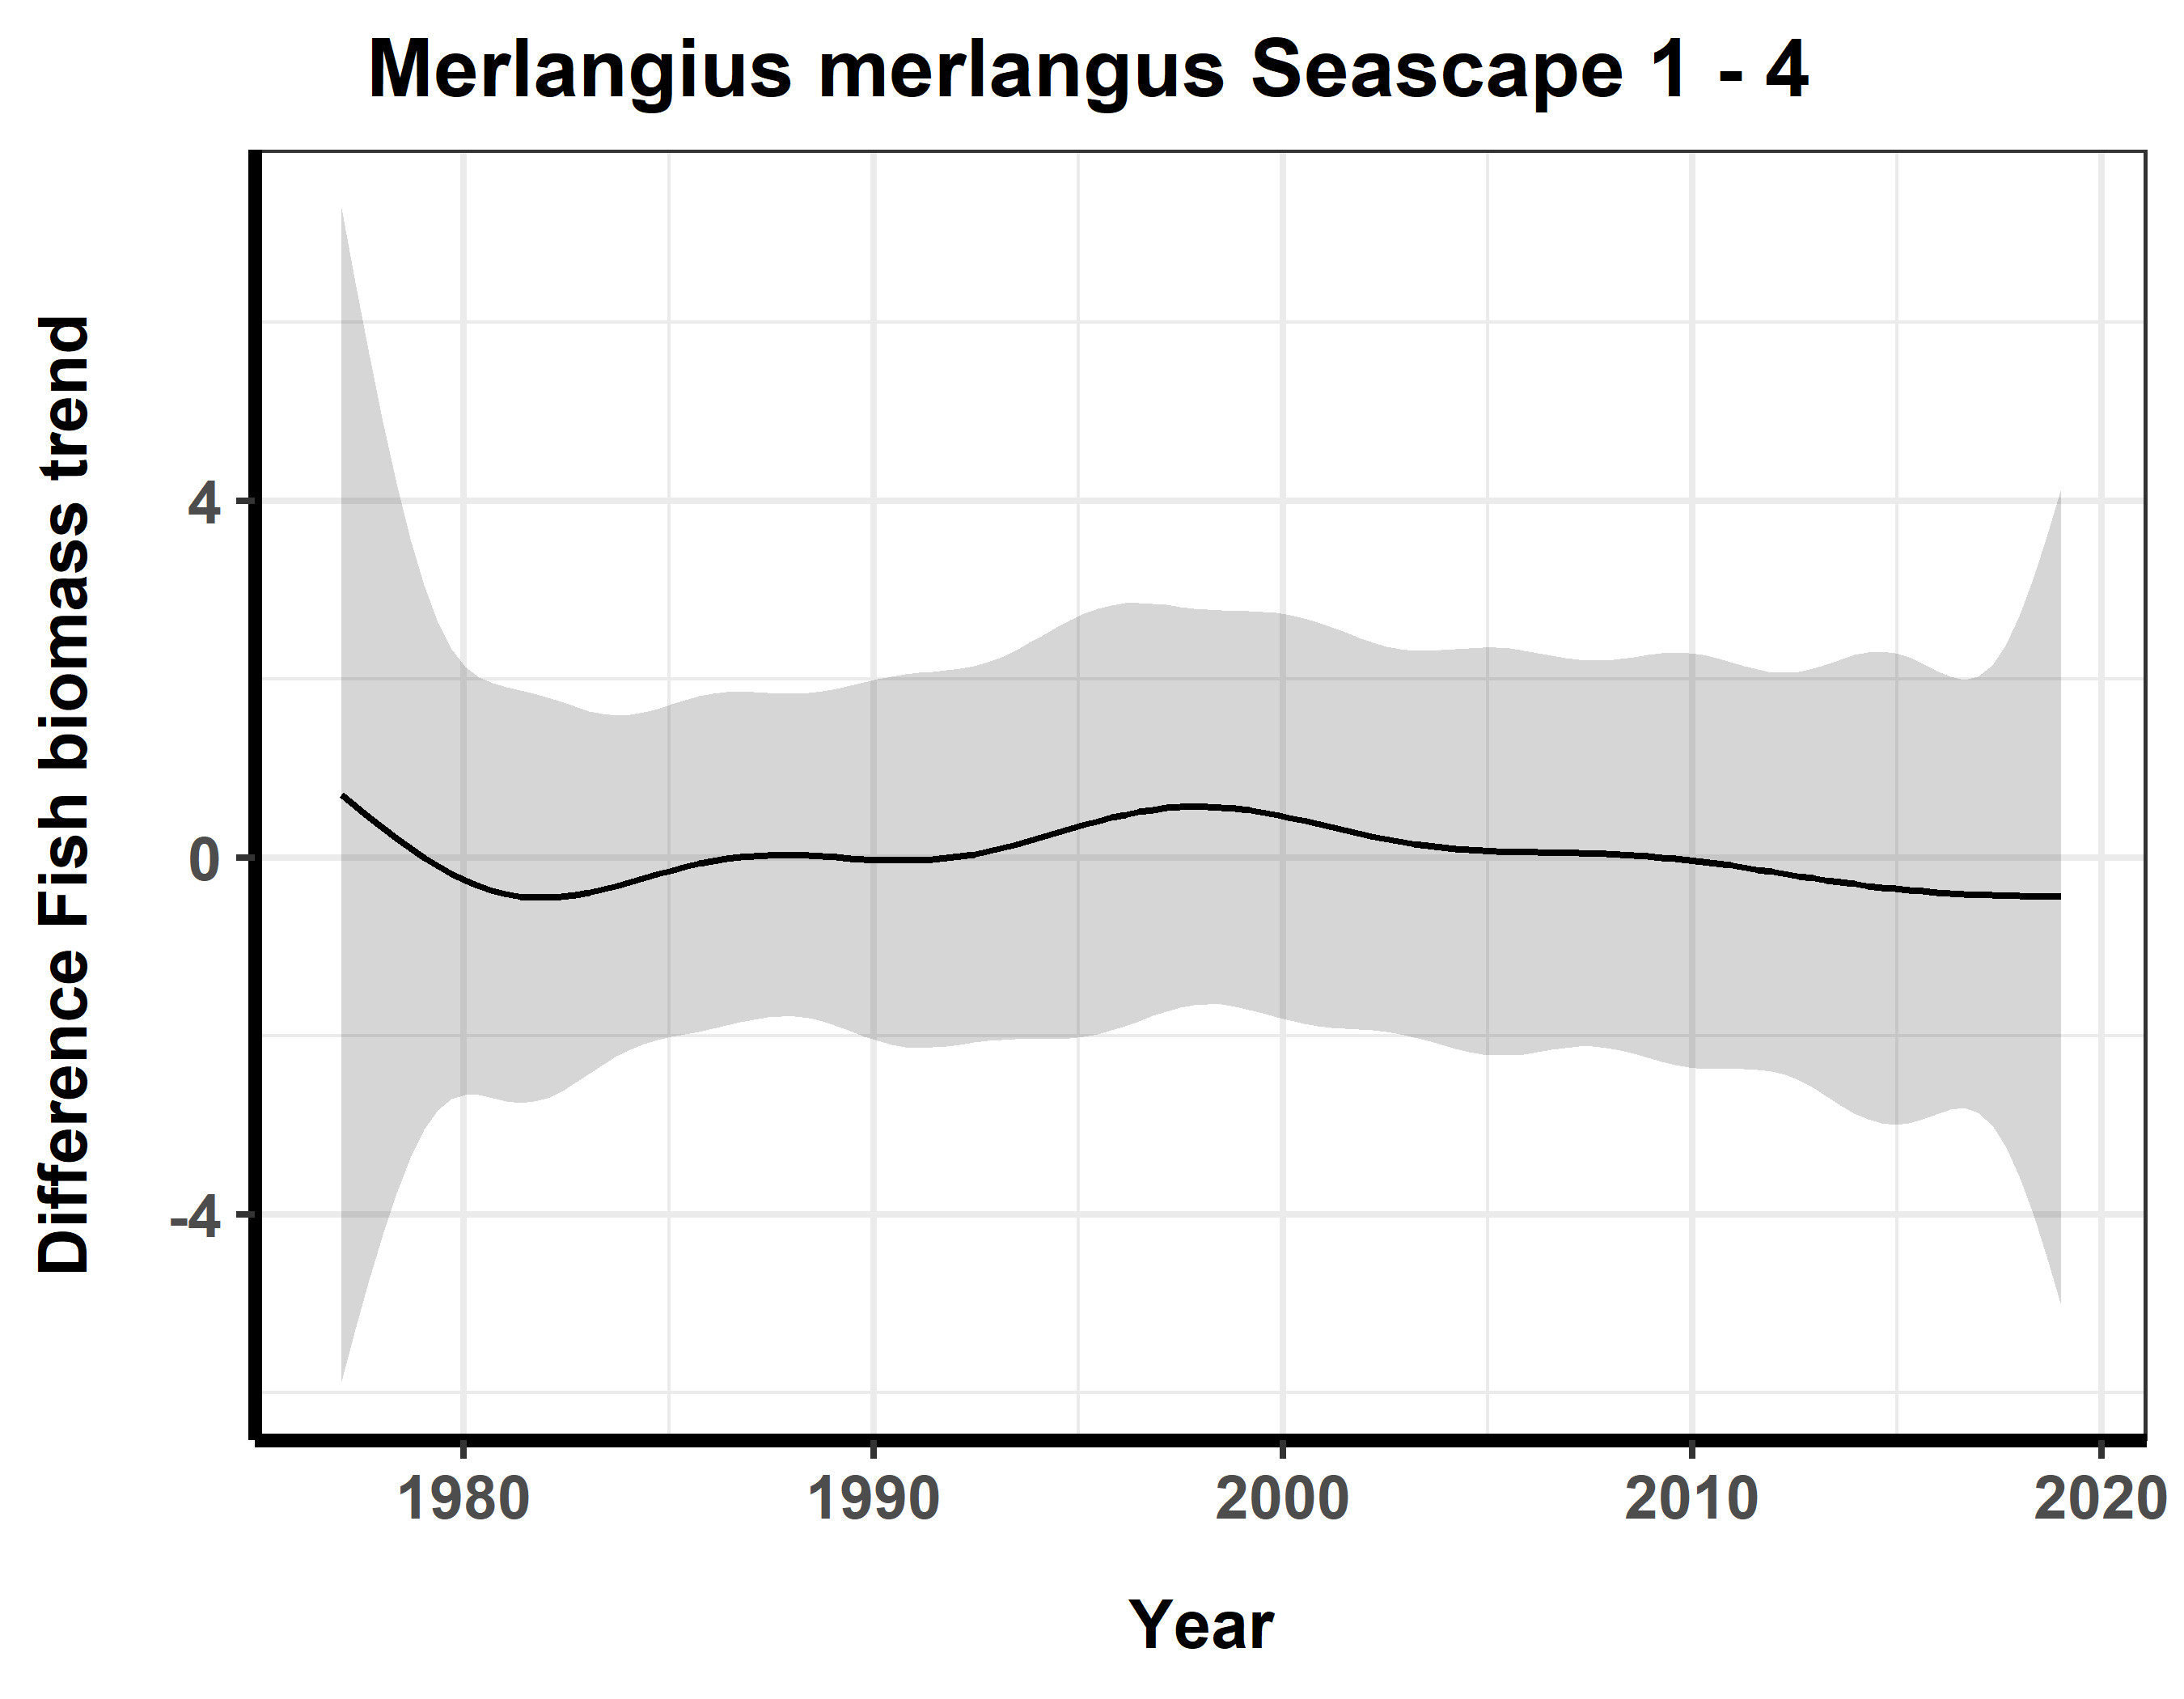 Merlangius merlangus Seascape 1 - 4
Difference Fish biomass trend
4
0
-4
1980 1990 2000 2010 2020
Year